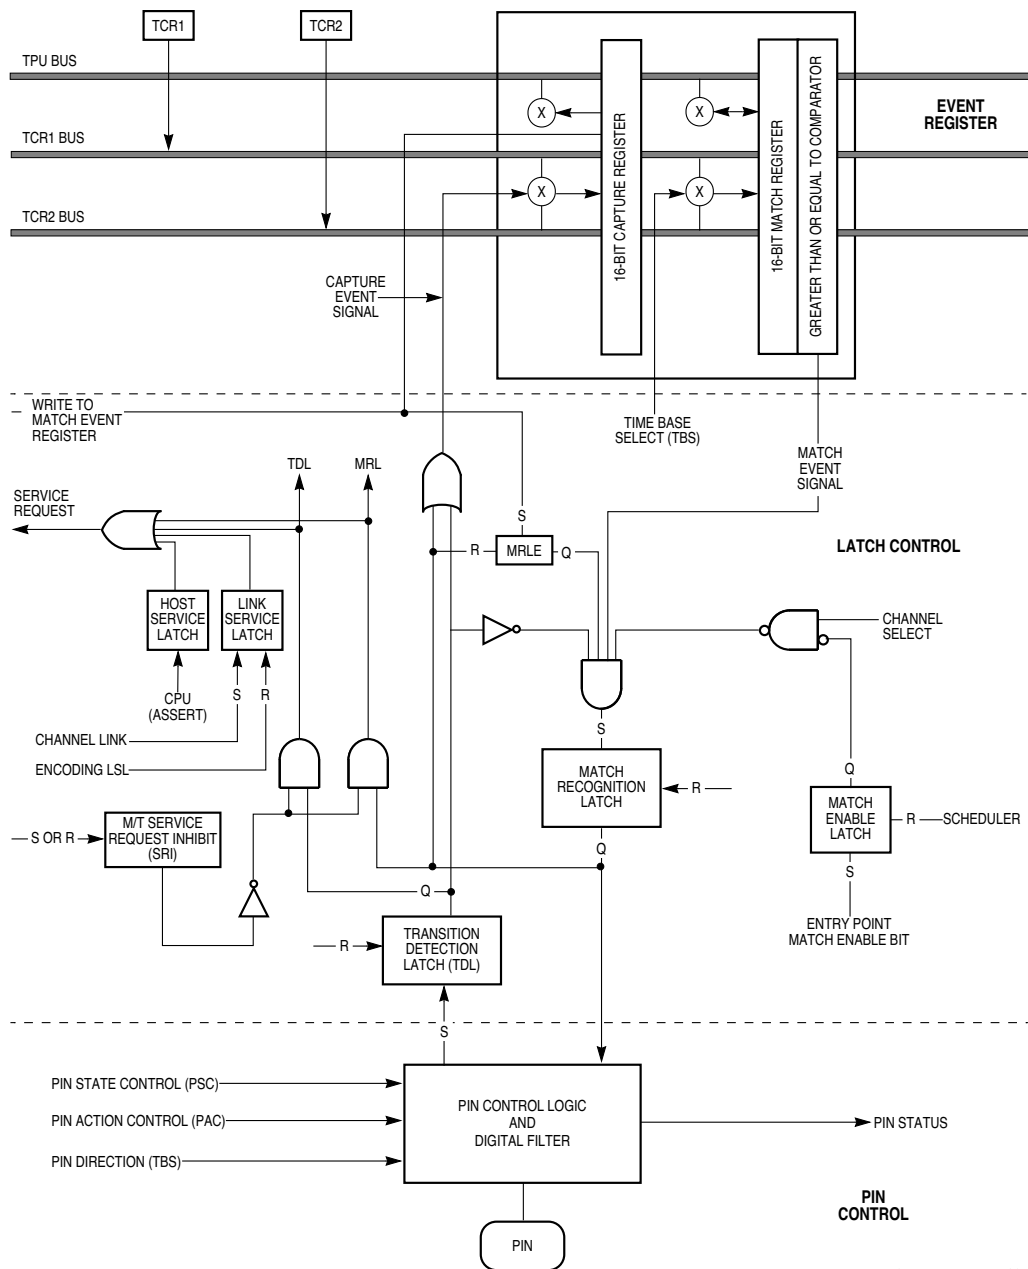 TCR1
TCR2
TPU BUS
X
X
EVENT
REGISTER
TCR1 BUS
X
X
TCR2 BUS
16-BIT CAPTURE REGISTER
16-BIT MATCH REGISTER
GREATER THAN OR EQUAL TO COMPARATOR
CAPTURE
EVENT
SIGNAL
WRITE TO
MATCH EVENT
REGISTER
TIME BASE
SELECT (TBS)
MATCH
EVENT
SIGNAL
TDL
MRL
SERVICE
REQUEST
S
R
MRLE
Q
LATCH CONTROL
HOST
SERVICE
LATCH
LINK
SERVICE
LATCH
CHANNEL
SELECT
CPU
(ASSERT)
S
R
S
CHANNEL LINK
ENCODING LSL
MATCH
RECOGNITION
LATCH
R
Q
Q
MATCH
ENABLE
LATCH
R
SCHEDULER
S
ENTRY POINT
MATCH ENABLE BIT
S OR R
M/T SERVICE
REQUEST INHIBIT
(SRI)
Q
R
TRANSITION
DETECTION
LATCH (TDL)
S
PIN STATE CONTROL (PSC)
PIN ACTION CONTROL (PAC)
PIN DIRECTION (TBS)
PIN CONTROL LOGIC
AND
DIGITAL FILTER
PIN STATUS
PIN
CONTROL
PIN